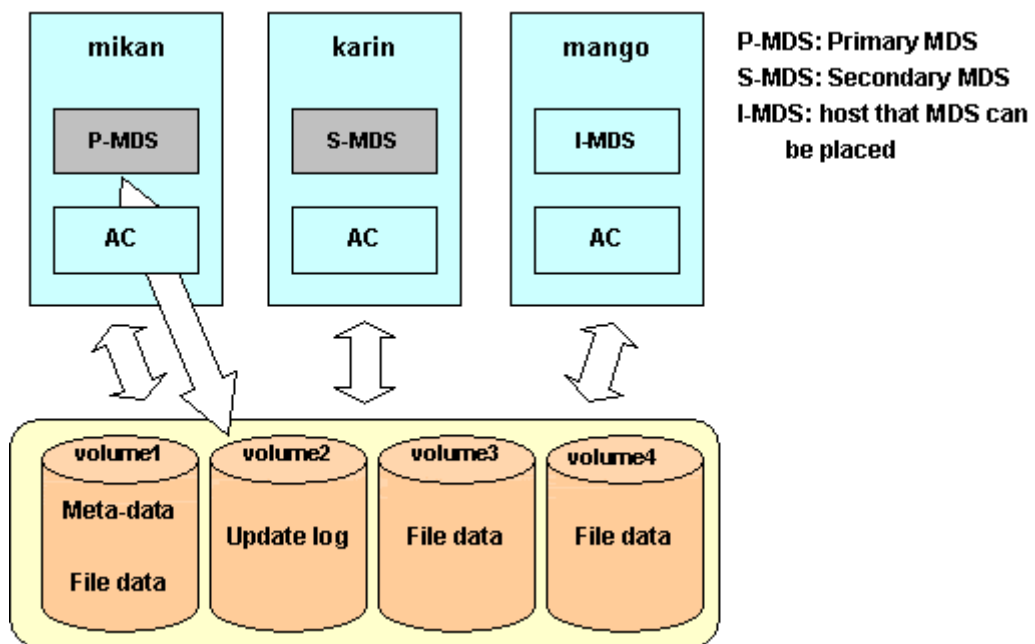 mikan
karin
mango
P-MDS: Primary MDS
S-MDS: Secondary MDS
I-MDS: host that MDS can
be placed
P-MDS
S-MDS
I-MDS
AC
AC
AC
volume1
volume2
volume3
volume4
Meta-data
File data
Update log
File data
File data